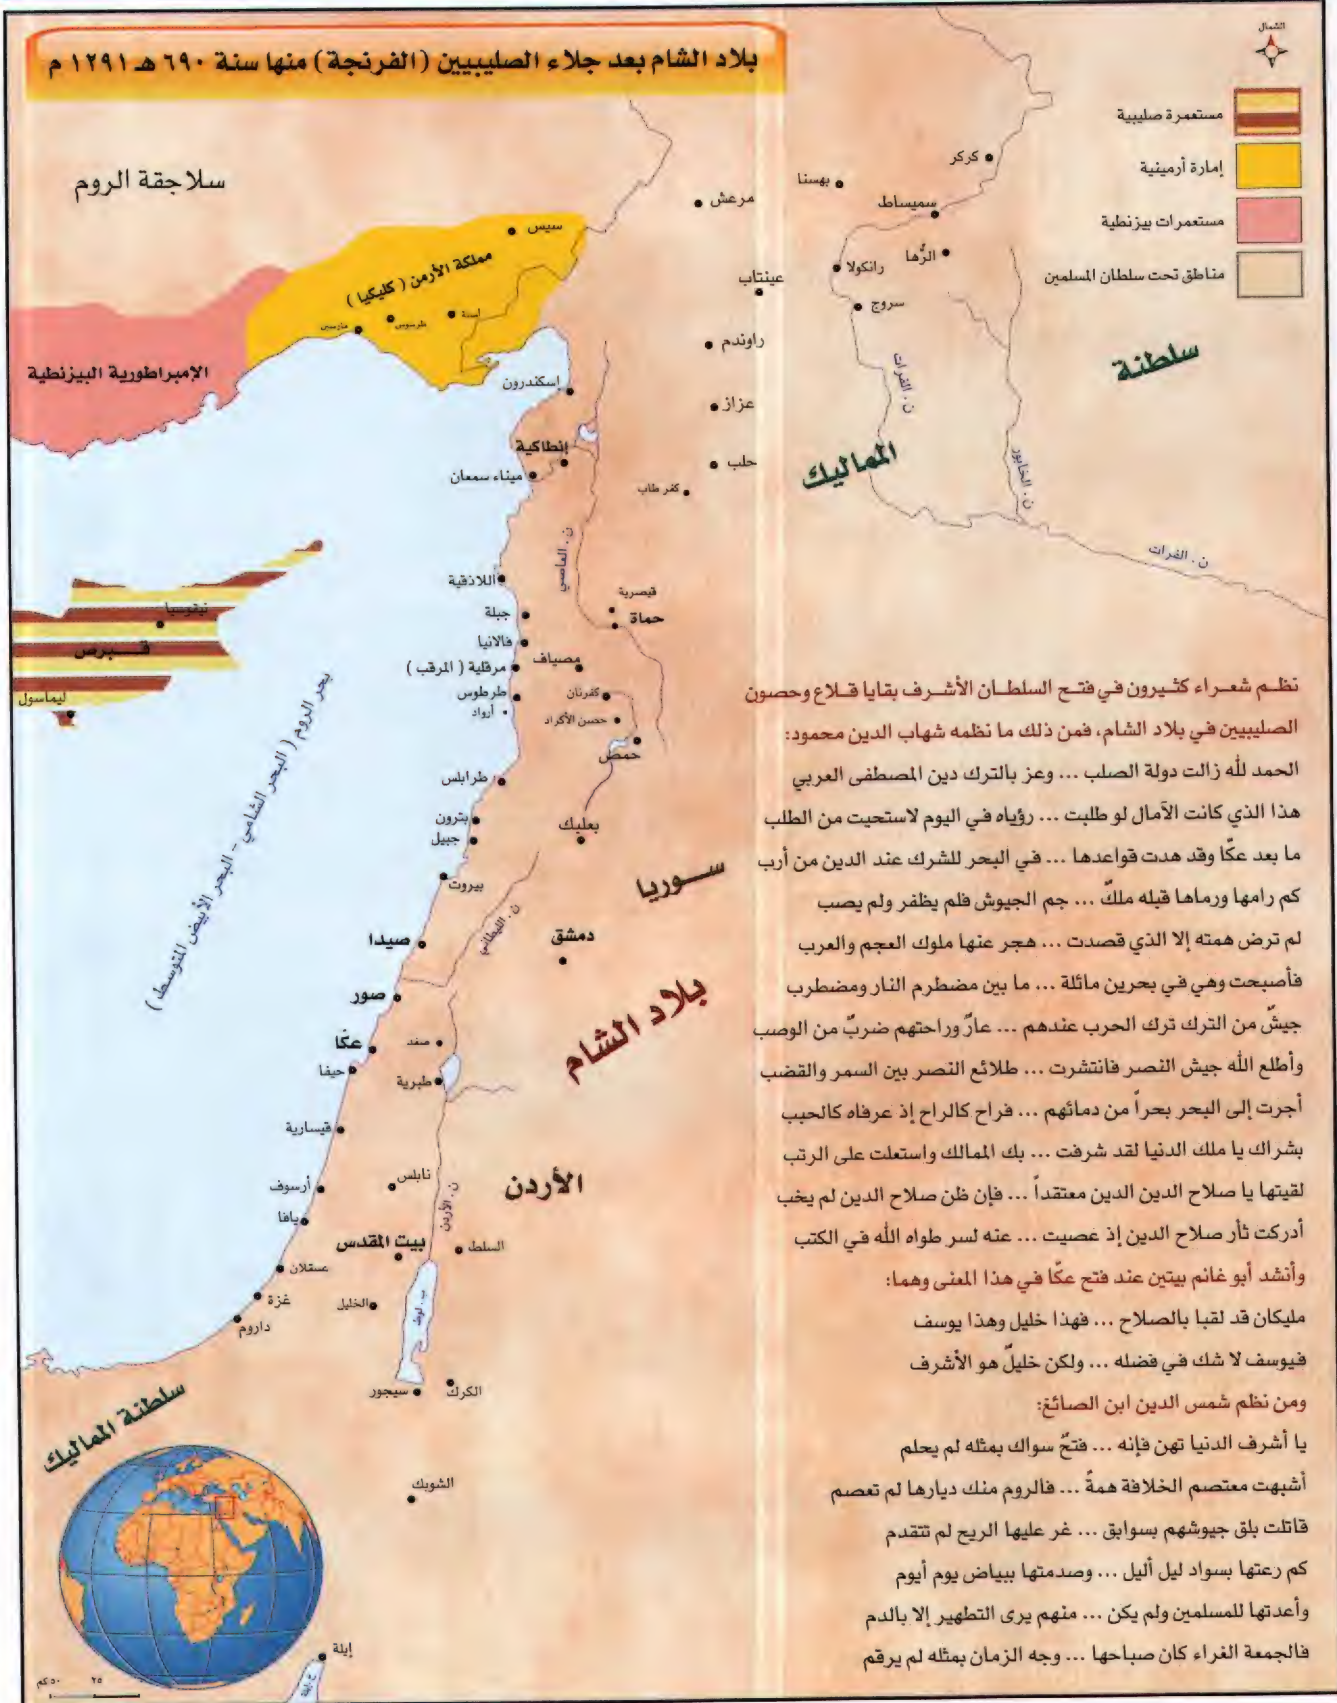 بلاد الشام بعد جلاء الصليبيين (الفرنجة) منها سنة ٦٩٠ هـ ١٢٩١ م
الشمال
مستعمرة صليبية
إمارة أرمينية
مستعمرات بيزنطية
مناطق تحت سلطان المسلمين
سلاجقة الروم
كركر
بهسنا
مرعش
سميساط
سيس
مملكة الأرمن ( كليكيا )
الرُّها
رانكولا
عينتاب
سروج
طرسوس
راوندم
سلطنة
الإمبراطورية البيزنطية
ن. الفرات
إسكندرون
عزاز
إنطاكية
المماليك
حلب
ميناء سمعان
كفر طاب
ن. الخابور
ن. العاصي
ن. الفرات
اللاذقية
قيصرية
نيقوسيا
جبلة
حماة
قبرص
فالانيا
مرقلية ( المرقب )
مصياف
ليماسول
طرطوس
كفرنان
أرواد
حصن الأكراد
حمص
بحر الروم ( البحر الشامي - البحر الأبيض المتوسط )
طرابلس
بترون
بعلبك
جبيل
سوريا
بيروت
ن. الليطاني
صيدا
دمشق
صور
بلاد الشام
عكّا
صفد
حيفا
طبرية
قيسارية
نابلس
الأردن
أرسوف
ن. الأردن
يافا
بيت المقدس
السلط
عسقلان
غزة
الخليل
ب. لوط
داروم
سيجور
الكرك
سلطنة المماليك
الشوبك
إيلة
خ. إيلة
٢٥
٥٠ كم
نظم شعراء كثيرون في فتح السلطان الأشرف بقايا قلاع وحصون
الصليبيين في بلاد الشام، فمن ذلك ما نظمه شهاب الدين محمود:
الحمد لله زالت دولة الصلب ... وعز بالترك دين المصطفى العربي
هذا الذي كانت الآمال لو طلبت ... رؤياه في اليوم لاستحيت من الطلب
ما بعد عكّا وقد هدت قواعدها ... في البحر للشرك عند الدين من أرب
كم رامها ورماها قبله ملكٌ ... جم الجيوش فلم يظفر ولم يصب
لم ترض همته إلا الذي قصدت ... هجر عنها ملوك العجم والعرب
فأصبحت وهي في بحرين ماثلة ... ما بين مضطرم النار ومضطرب
جيشٌ من الترك ترك الحرب عندهم ... عارٌ وراحتهم ضربٌ من الوصب
وأطلع الله جيش النصر فانتشرت ... طلائع النصر بين السمر والقضب
أجرت إلى البحر بحراً من دمائهم ... فراح كالراح إذ عرفاه كالحبب
بشراك يا ملك الدنيا لقد شرفت ... بك الممالك واستعلت على الرتب
لقيتها يا صلاح الدين الدين معتقداً ... فإن ظن صلاح الدين لم يخب
أدركت ثأر صلاح الدين إذ عصيت ... عنه لسر طواه الله في الكتب
وأنشد أبو غانم بيتين عند فتح عكّا في هذا المعنى وهما:
مليكان قد لقبا بالصلاح ... فهذا خليل وهذا يوسف
فيوسف لا شك في فضله ... ولكن خليلٌ هو الأشرف
ومن نظم شمس الدين ابن الصائغ:
يا أشرف الدنيا تهن فإنه ... فتحٌ سواك بمثله لم يحلم
أشبهت معتصم الخلافة همةً ... فالروم منك ديارها لم تعصم
قاتلت بلق جيوشهم بسوابق ... غر عليها الريح لم تتقدم
كم رعتها بسواد ليل أليل ... وصدمتها ببياض يوم أيوم
وأعدتها للمسلمين ولم يكن ... منهم يرى التطهير إلا بالدم
فالجمعة الغراء كان صباحها ... وجه الزمان بمثله لم يرقم